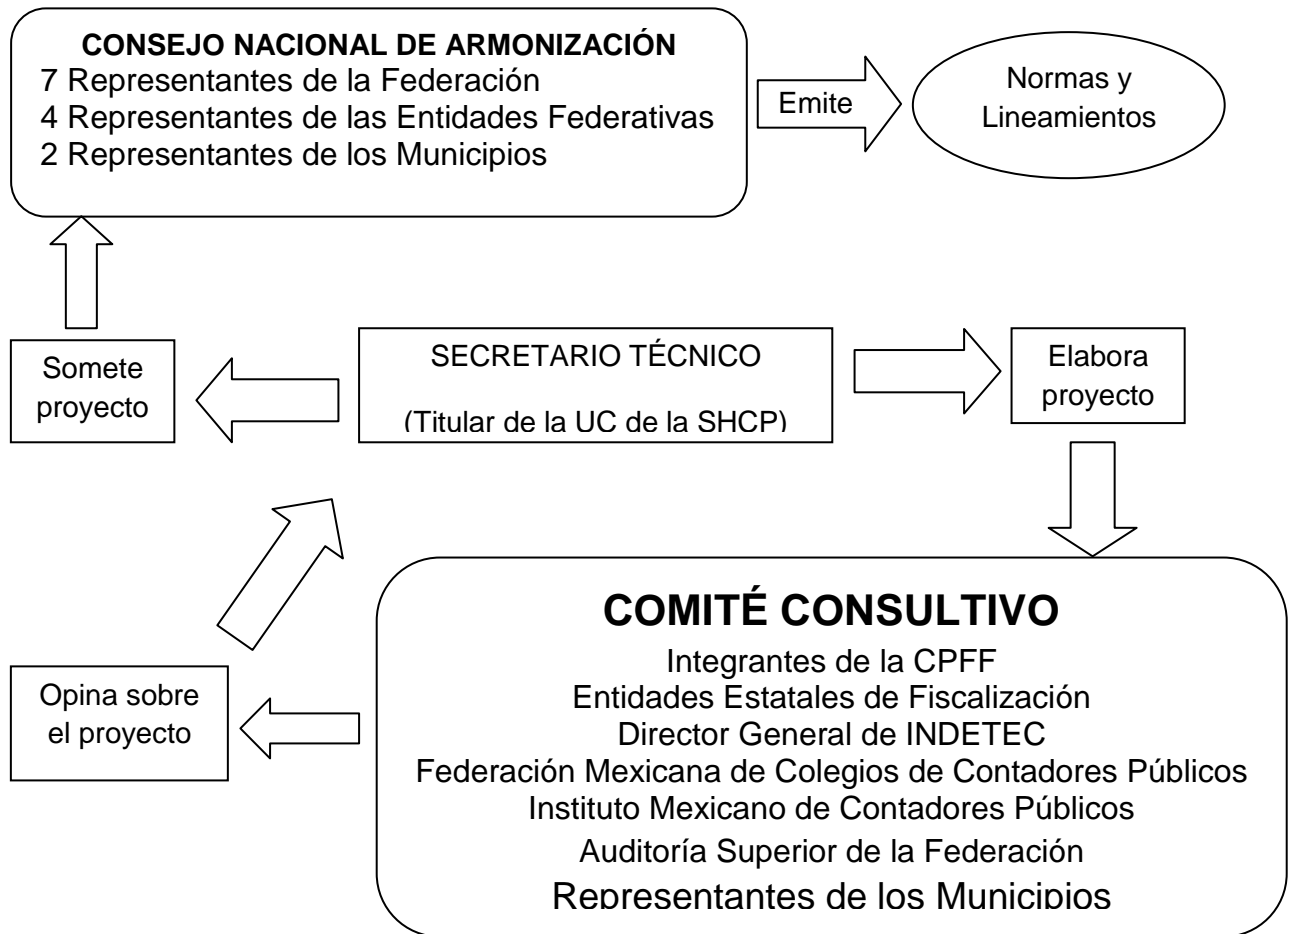 CONSEJO NACIONAL DE ARMONIZACIÓN
7 Representantes de la Federación
4 Representantes de las Entidades Federativas
2 Representantes de los Municipios
Emite
Normas y
Lineamientos
Somete
proyecto
SECRETARIO TÉCNICO
(Titular de la UC de la SHCP)
Elabora
proyecto
Opina sobre
el proyecto
COMITÉ CONSULTIVO
Integrantes de la CPFF
Entidades Estatales de Fiscalización
Director General de INDETEC
Federación Mexicana de Colegios de Contadores Públicos
Instituto Mexicano de Contadores Públicos
Auditoría Superior de la Federación
Representantes de los Municipios